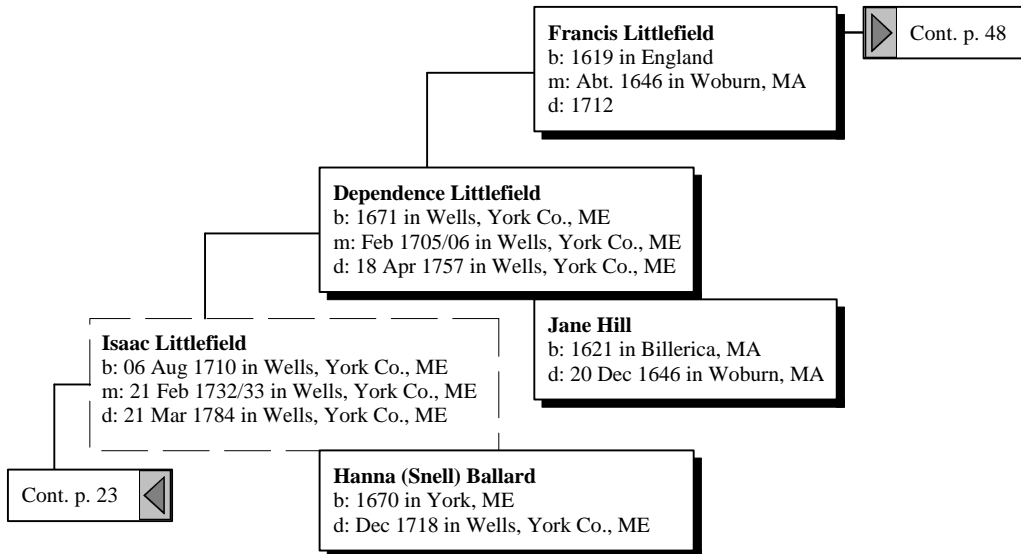 Francis Littlefield
b: 1619 in England
m: Abt. 1646 in Woburn, MA
d: 1712
Cont. p. 48
Dependence Littlefield
b: 1671 in Wells, York Co., ME
m: Feb 1705/06 in Wells, York Co., ME
d: 18 Apr 1757 in Wells, York Co., ME
Jane Hill
b: 1621 in Billerica, MA
d: 20 Dec 1646 in Woburn, MA
Isaac Littlefield
b: 06 Aug 1710 in Wells, York Co., ME
m: 21 Feb 1732/33 in Wells, York Co., ME
d: 21 Mar 1784 in Wells, York Co., ME
Cont. p. 23
Hanna (Snell) Ballard
b: 1670 in York, ME
d: Dec 1718 in Wells, York Co., ME